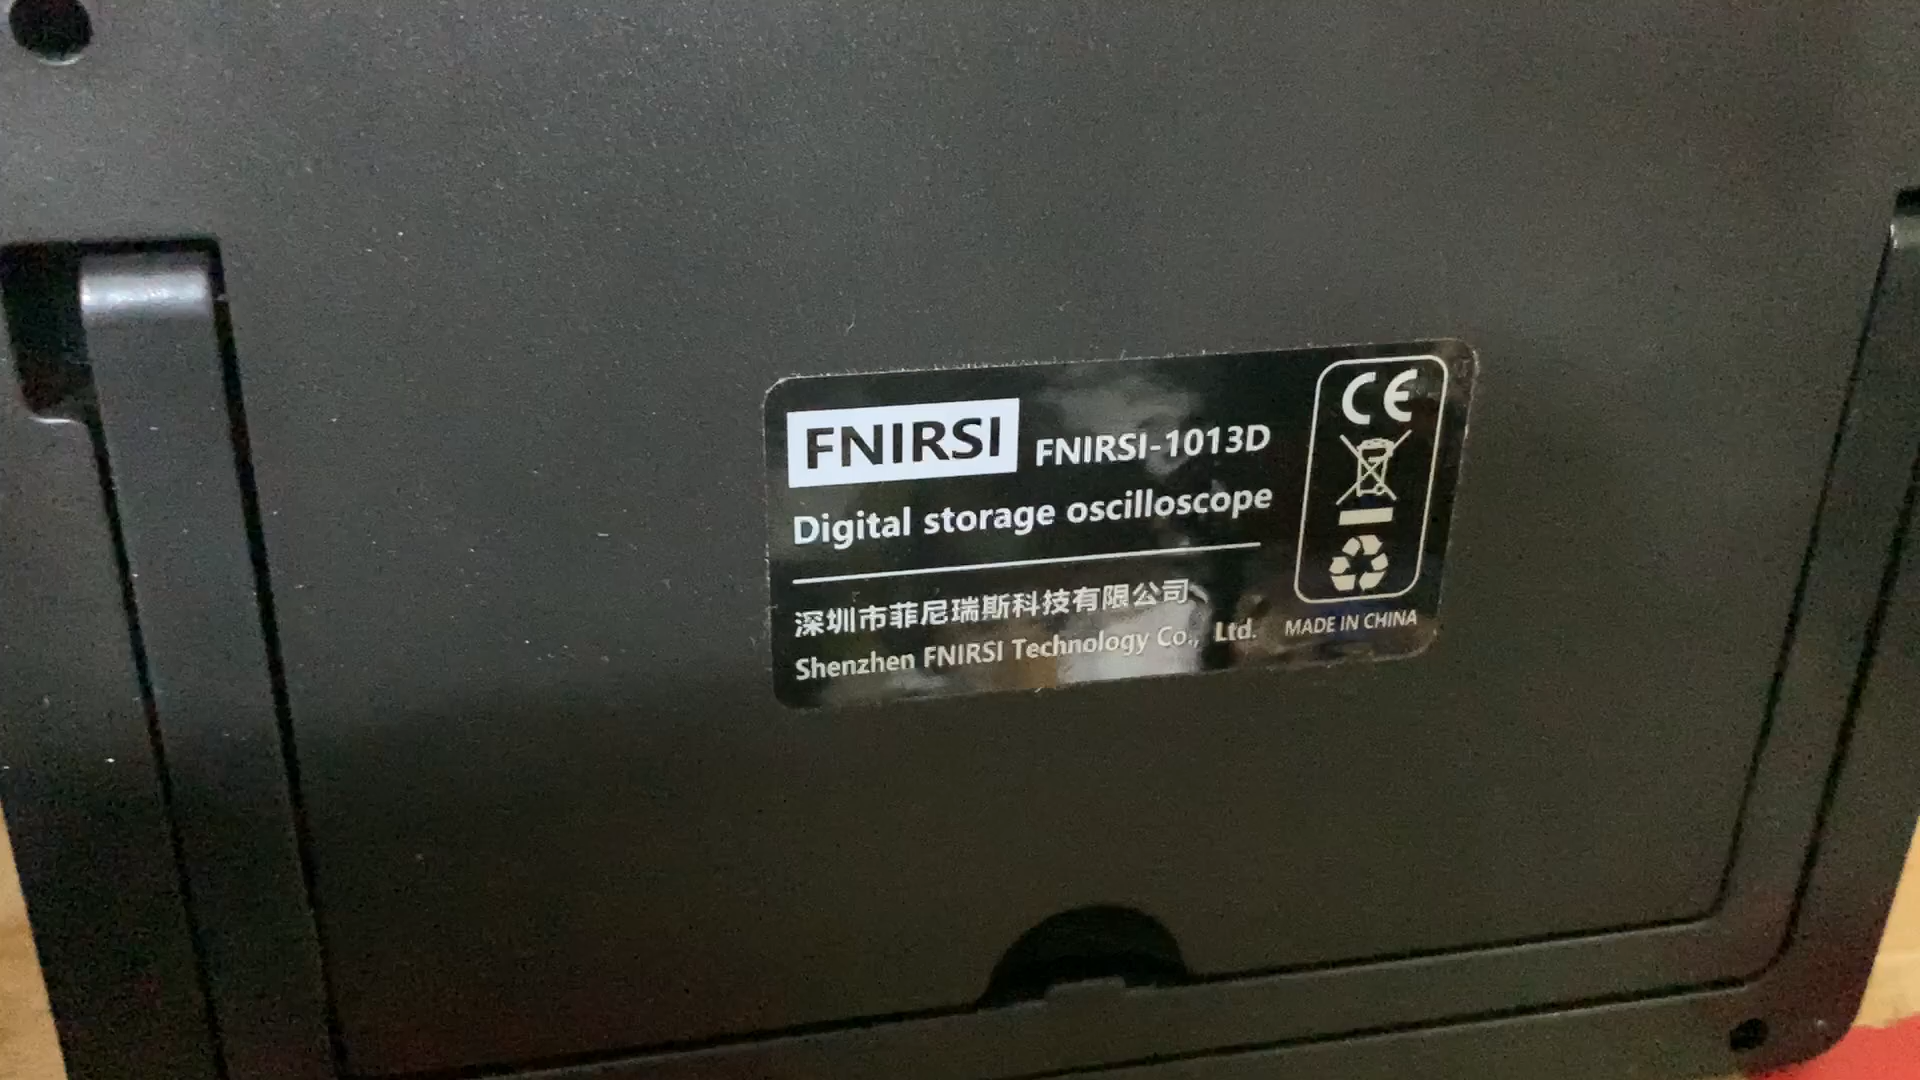 FNIRSI FNIRSI-1013D
Digital storage oscilloscope
深圳市菲尼瑞斯科技有限公司
Shenzhen FNIRSI Technology Co., Ltd.
CE
MADE IN CHINA